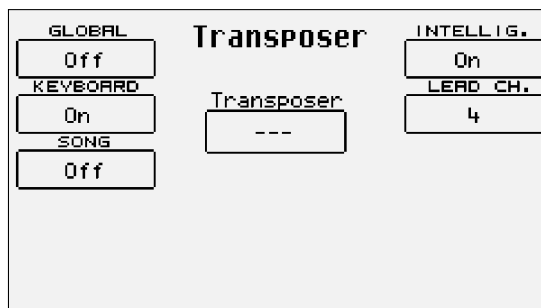 GLOBAL
Off
KEYBOARD
On
SONG
Off
Transposer
Transposer
---
INTELLIG.
On
LEAD CH.
4